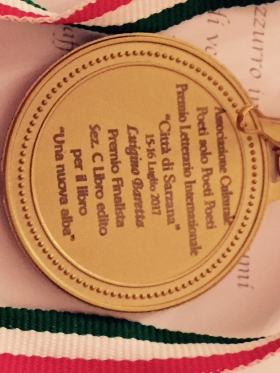 Associazione Culturale
Poeti solo Poeti Poeti
Premio Letterario Internazionale
"Città di Sarzana"
15-16 Luglio 2017
Luigina Baretta
Premio Finalista
Sez. C Libro edito
per il libro
"Una nuova alba"